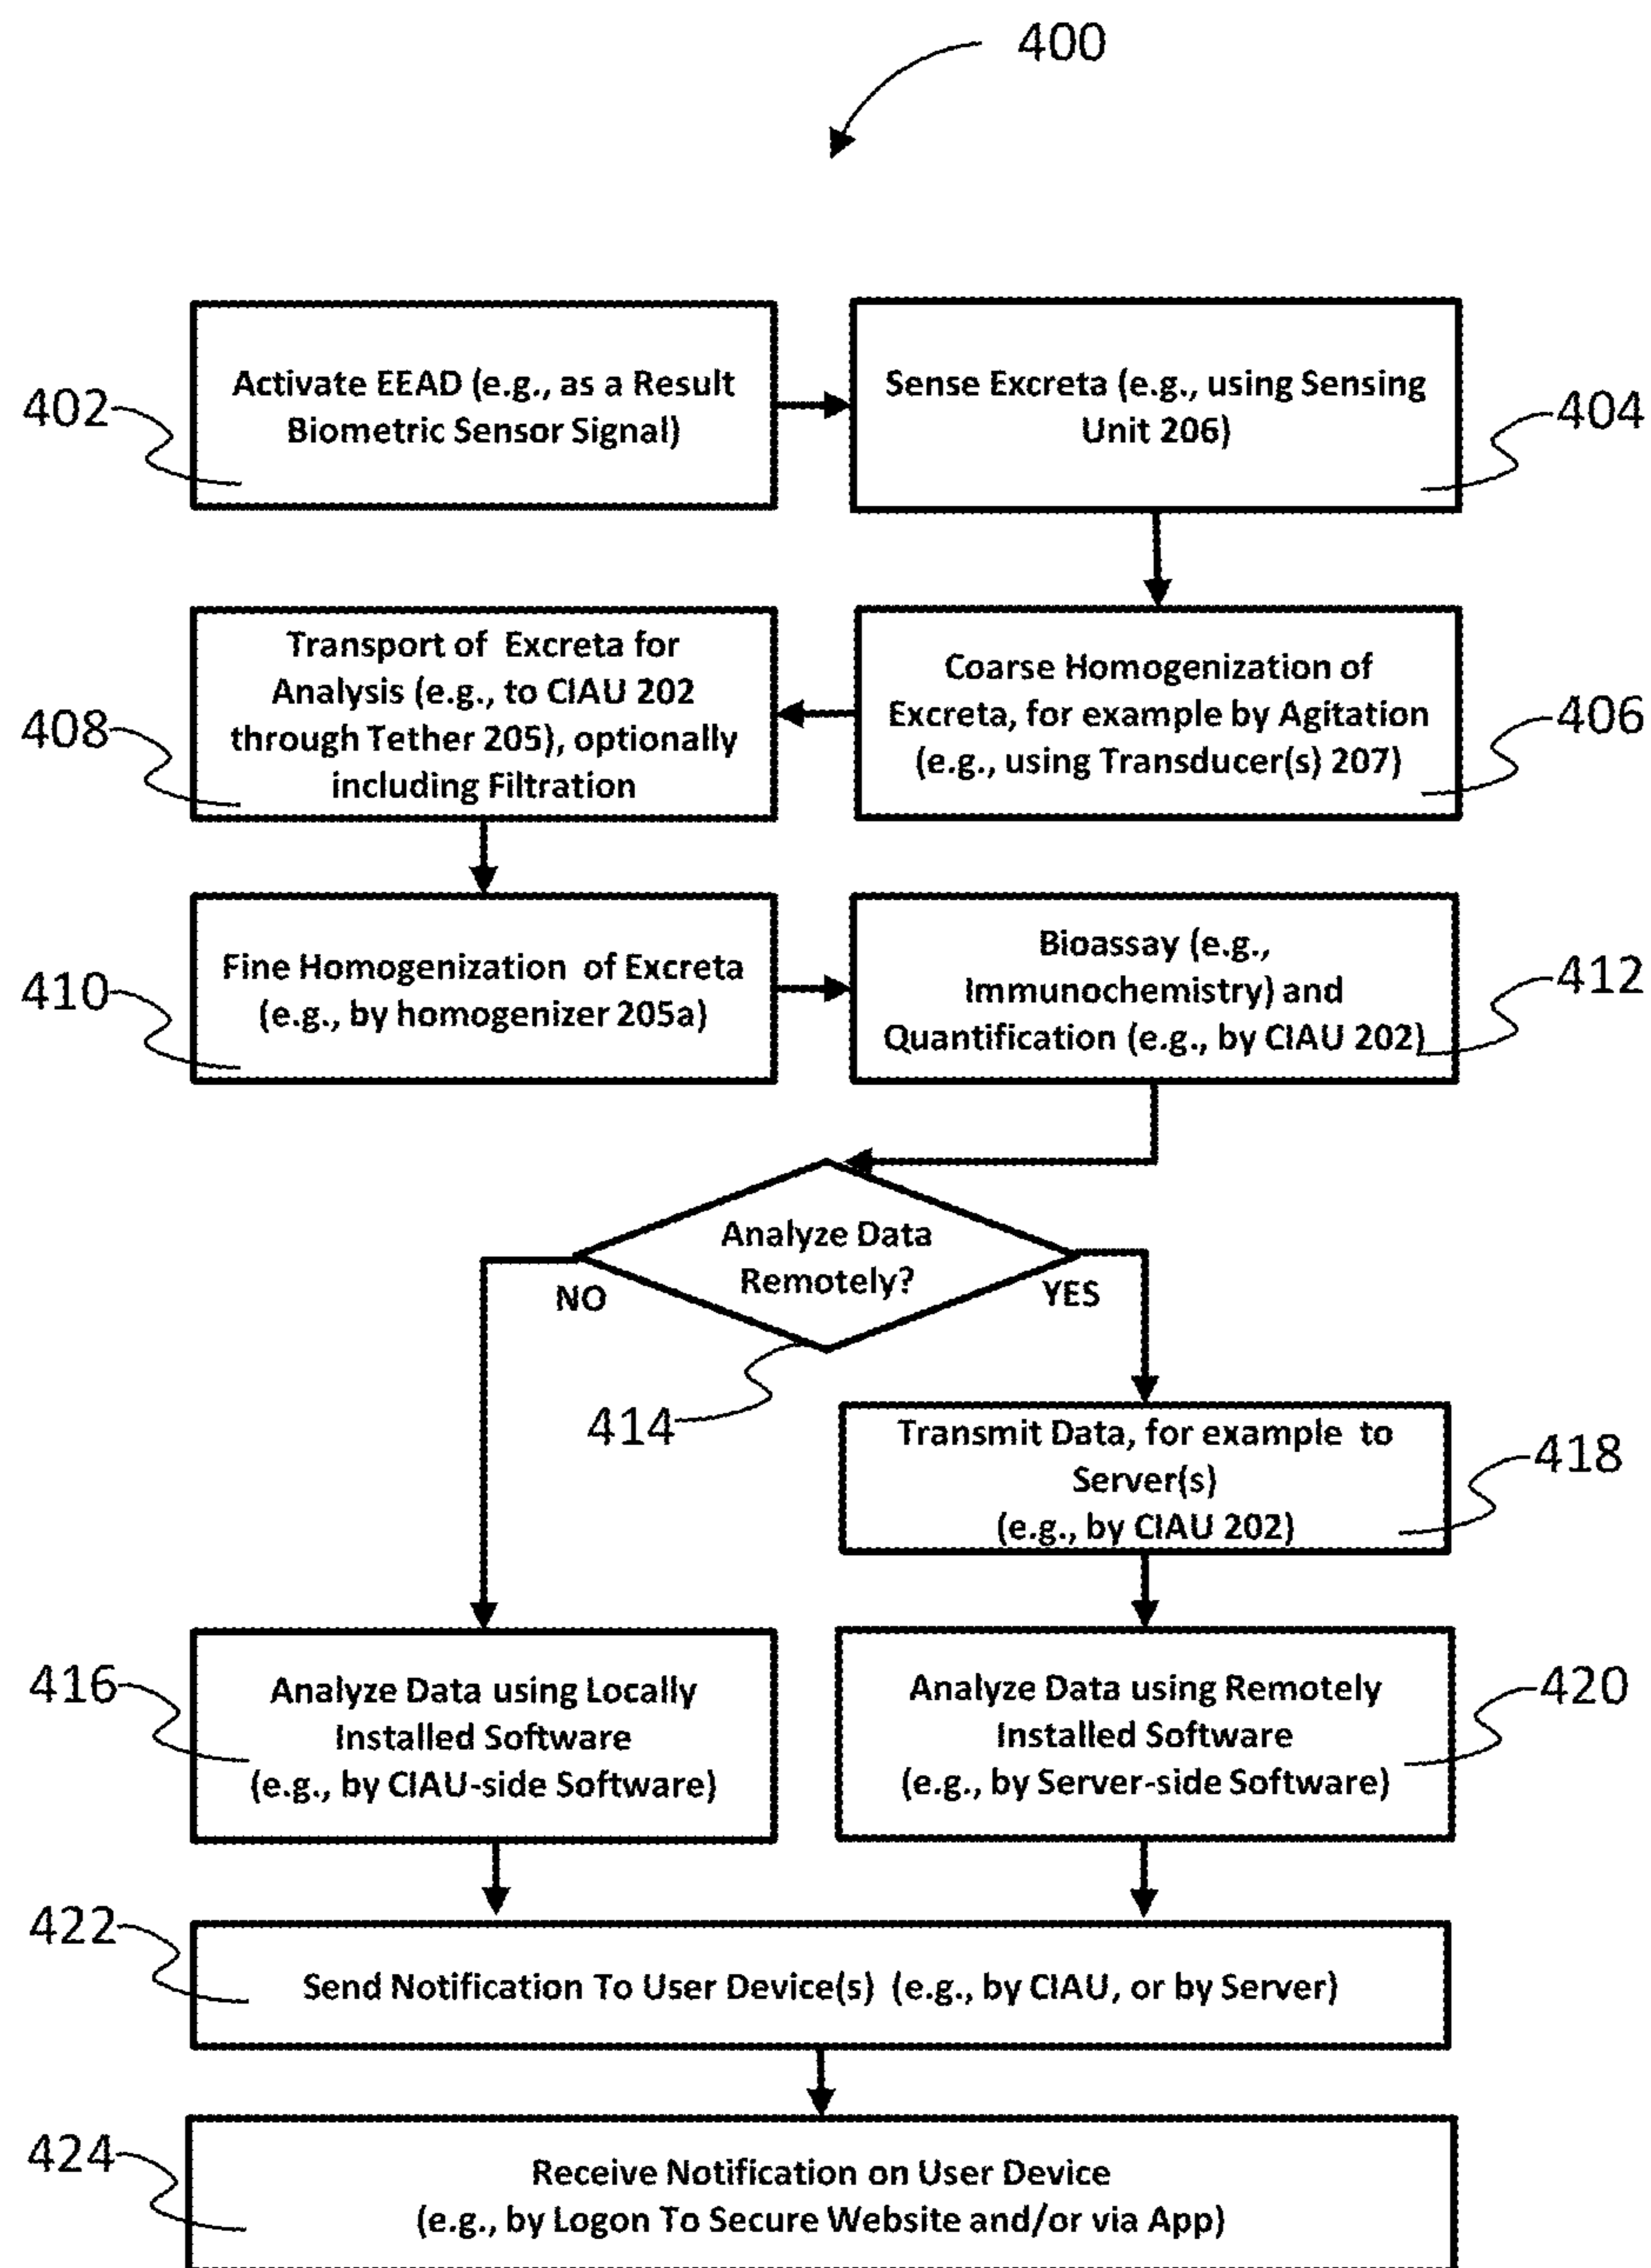 400
402
Activate EEAD (e.g., as a Result
Biometric Sensor Signal)
Sense Excreta (e.g., using Sensing
Unit 206)
404
408
Transport of Excreta for
Analysis (e.g., to CIAU 202
through Tether 205), optionally
including Filtration
Coarse Homogenization of
Excreta, for example by Agitation
(e.g., using Transducer(s) 207)
406
410
Fine Homogenization of Excreta
(e.g., by homogenizer 205a)
Bioassay (e.g.,
Immunochemistry) and
Quantification (e.g., by CIAU 202)
412
Analyze Data
Remotely?
NO
YES
414
Transmit Data, for example to
Server(s)
(e.g., by CIAU 202)
418
416
Analyze Data using Locally
Installed Software
(e.g., by CIAU-side Software)
Analyze Data using Remotely
Installed Software
(e.g., by Server-side Software)
420
422
Send Notification To User Device(s) (e.g., by CIAU, or by Server)
424
Receive Notification on User Device
(e.g., by Logon To Secure Website and/or via App)